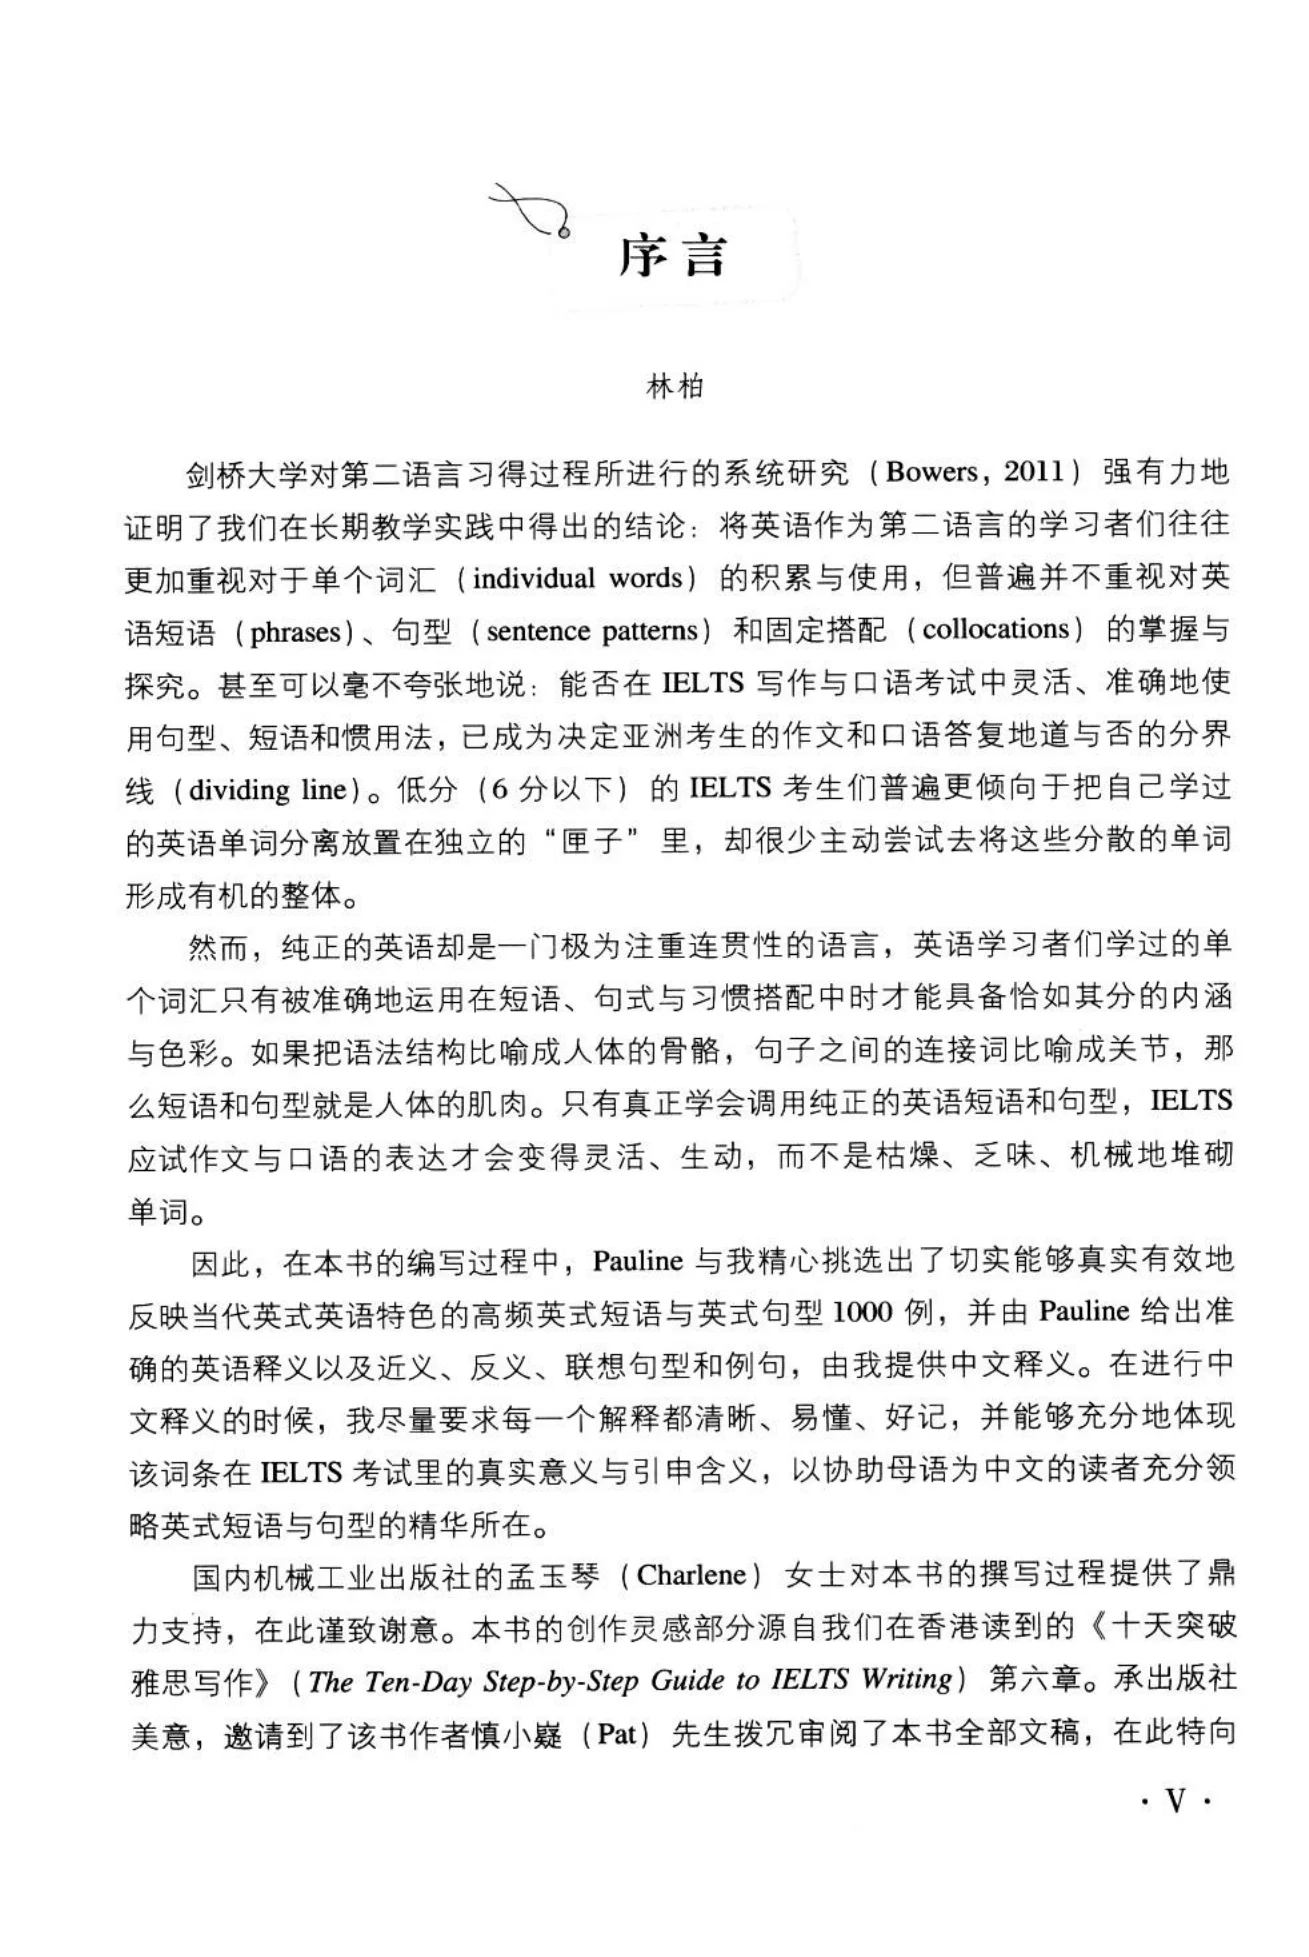 序言
林柏
剑桥大学对第二语言习得过程所进行的系统研究（Bowers, 2011）强有力地
证明了我们在长期教学实践中得出的结论：将英语作为第二语言的学习者们往往
更加重视对于单个词汇（individual words）的积累与使用，但普遍并不重视对英
语短语（phrases）、句型（sentence patterns）和固定搭配（collocations）的掌握与
探究。甚至可以毫不夸张地说：能否在 IELTS 写作与口语考试中灵活、准确地使
用句型、短语和惯用法，已成为决定亚洲考生的作文和口语答复地道与否的分界
线（dividing line）。低分（6 分以下）的 IELTS 考生们普遍更倾向于把自己学过
的英语单词分离放置在独立的“匣子”里，却很少主动尝试去将这些分散的单词
形成有机的整体。
然而，纯正的英语却是一门极为注重连贯性的语言，英语学习者们学过的单
个词汇只有被准确地运用在短语、句式与习惯搭配中时才能具备恰如其分的内涵
与色彩。如果把语法结构比喻成人体的骨骼，句子之间的连接词比喻成关节，那
么短语和句型就是人体的肌肉。只有真正学会调用纯正的英语短语和句型，IELTS
应试作文与口语的表达才会变得灵活、生动，而不是枯燥、乏味、机械地堆砌
单词。
因此，在本书的编写过程中，Pauline 与我精心挑选出了切实能够真实有效地
反映当代英式英语特色的高频英式短语与英式句型 1000 例，并由 Pauline 给出准
确的英语释义以及近义、反义、联想句型和例句，由我提供中文释义。在进行中
文释义的时候，我尽量要求每一个解释都清晰、易懂、好记，并能够充分地体现
该词条在 IELTS 考试里的真实意义与引申含义，以协助母语为中文的读者充分领
略英式短语与句型的精华所在。
国内机械工业出版社的孟玉琴（Charlene）女士对本书的撰写过程提供了鼎
力支持，在此谨致谢意。本书的创作灵感部分源自我们在香港读到的《十天突破
雅思写作》（The Ten-Day Step-by-Step Guide to IELTS Writing）第六章。承出版社
美意，邀请到了该书作者慎小嶷（Pat）先生拨冗审阅了本书全部文稿，在此特向
· V ·